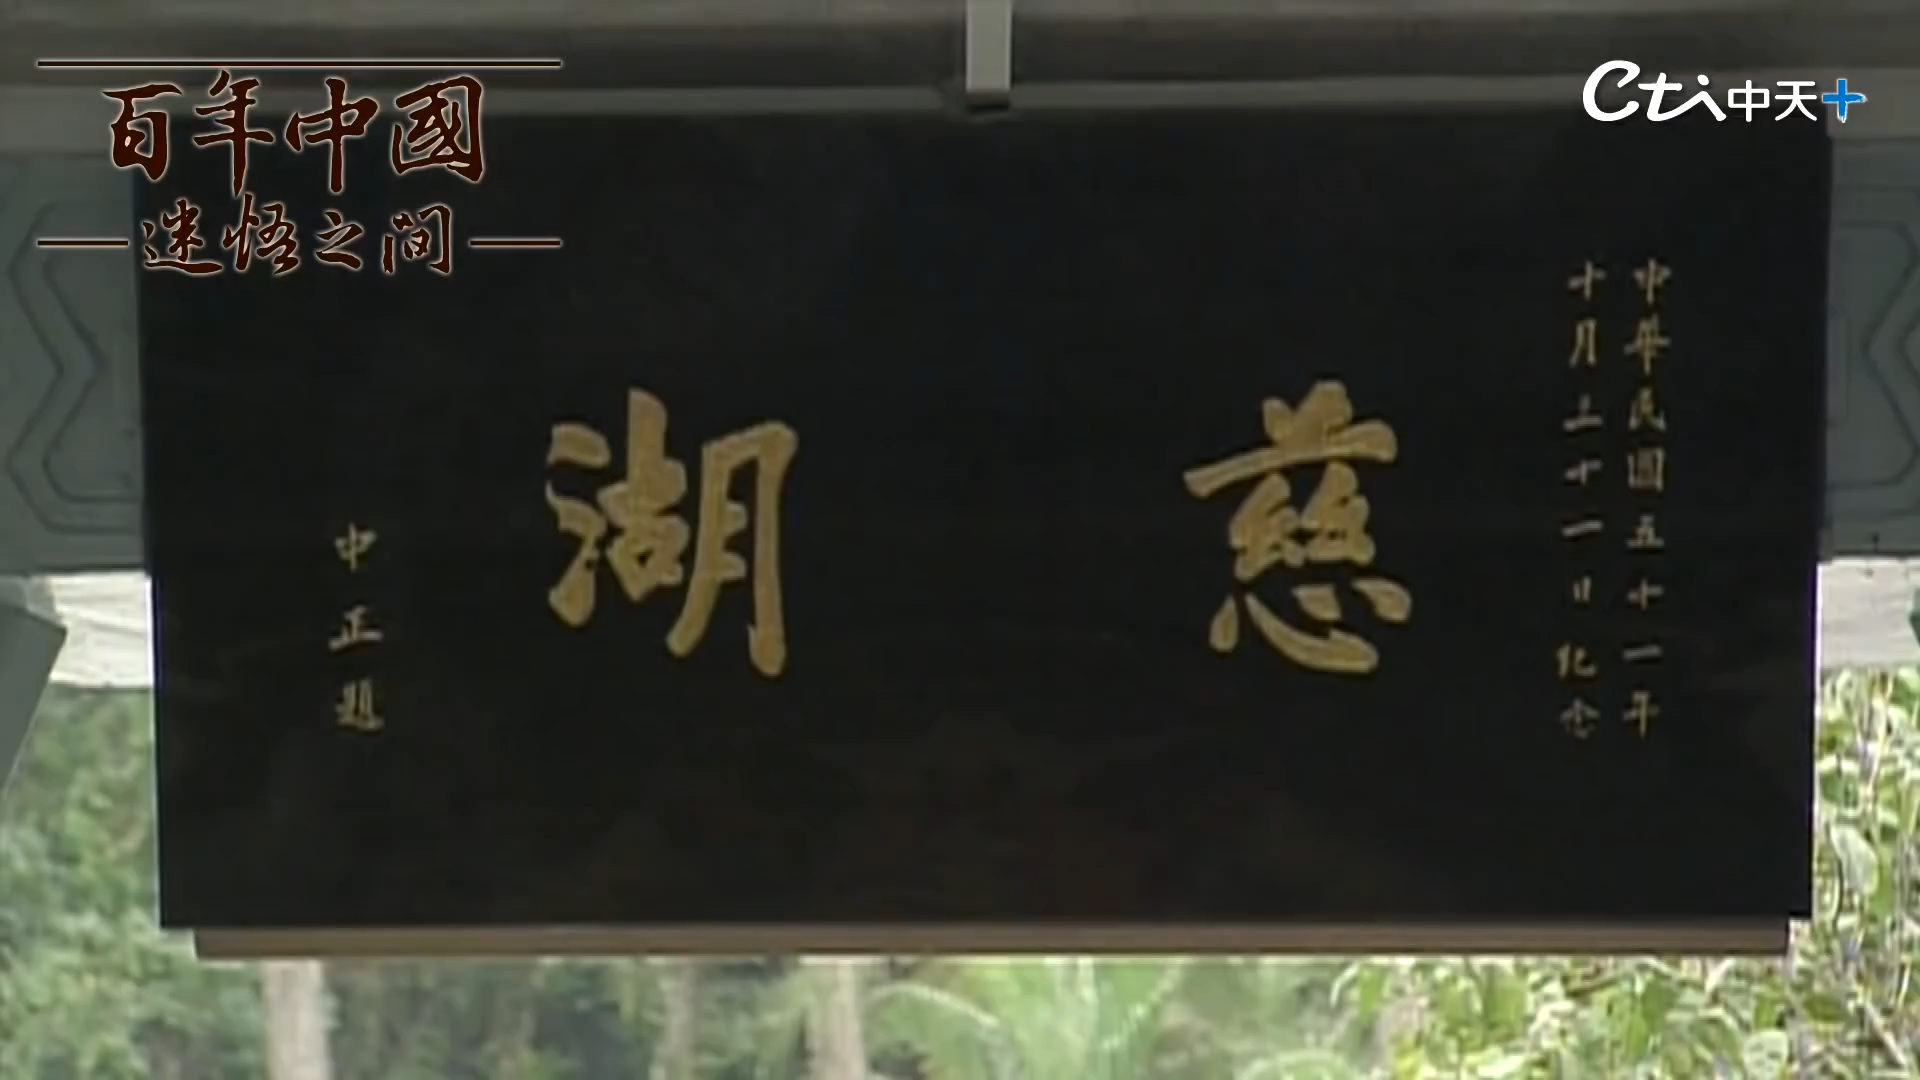 百年中國
迷悟之间
Cti中天+
中華民國五十一年
十月三十一日紀念
慈湖
中正題